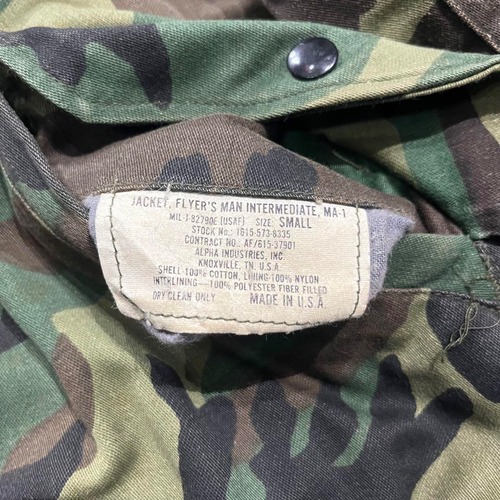 JACKET, FLYER'S MAN INTERMEDIATE, MA-1
MIL-J-8279OE (USAF) SIZE: SMALL
STOCK No.: 1615-573-8335
CONTRACT NO.: AF/615-37901
ALPHA INDUSTRIES, INC.
KNOXVILLE, TN. U.S.A.
SHELL-100% COTTON, LINING-100% NYLON
INTERLINING-100% POLYESTER FIBER FILLED
DRY CLEAN ONLY MADE IN U.S.A.